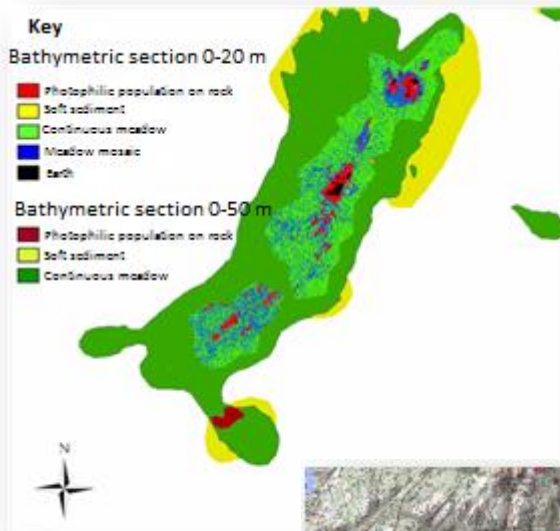 Key
Bathymetric section 0-20 m
Photophilic population on rock
Soft sediment
Continuous meadow
Meadow mosaic
Earth
Bathymetric section 0-50 m
Photophilic population on rock
Soft sediment
Continuous meadow
N